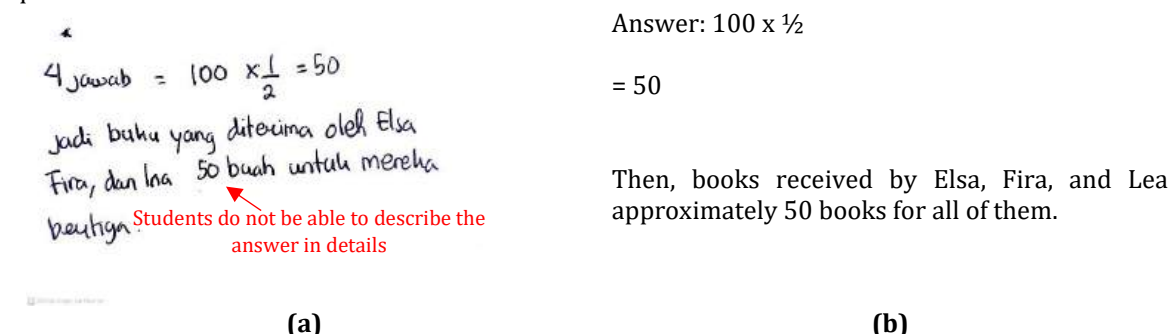 4 jawab = 100 x 1/2 = 50
jadi buku yang diterima oleh Elsa
Fira, dan Ina 50 buah untuk mereka
bertiga.
Students do not be able to describe the
answer in details
(a)
Answer: 100 x ½
= 50
Then, books received by Elsa, Fira, and Lea
approximately 50 books for all of them.
(b)